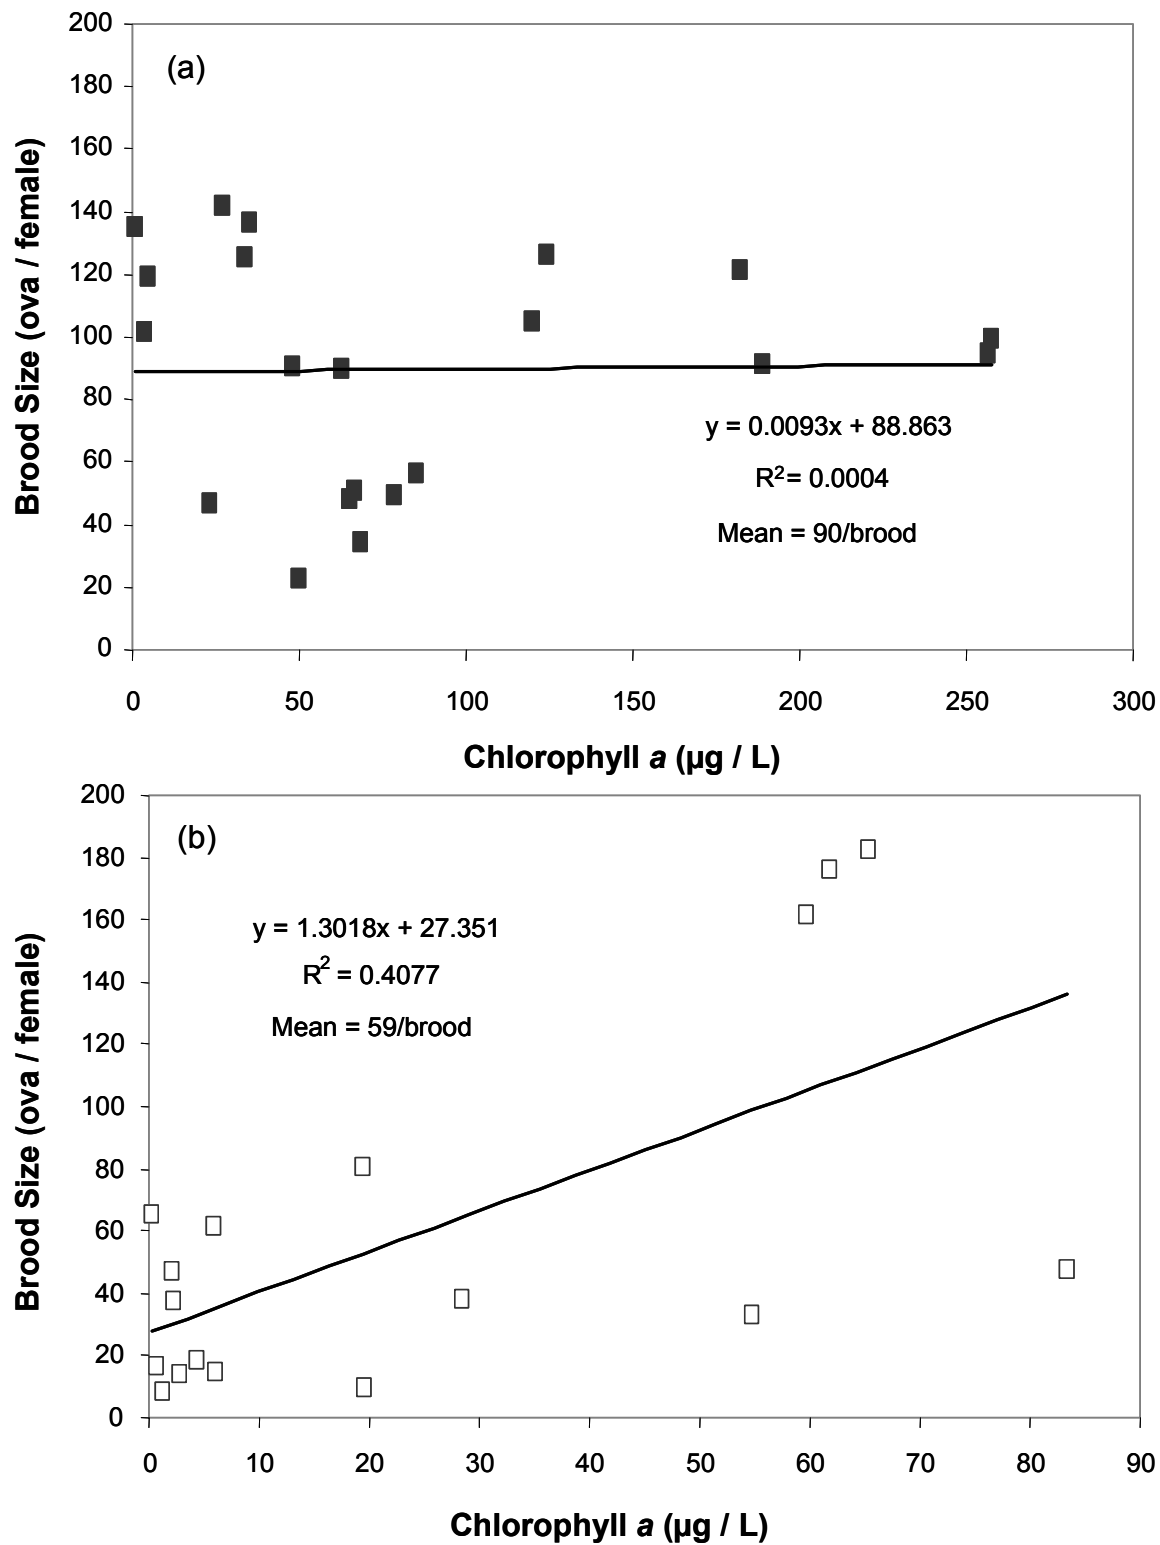 200
(a)
180
160
140
120
100
80
60
40
20
0
Brood Size (ova / female)
y = 0.0093x + 88.863
R²= 0.0004
Mean = 90/brood
0 50 100 150 200 250 300
Chlorophyll a (µg / L)
200
(b)
180
160
140
120
100
80
60
40
20
0
Brood Size (ova / female)
y = 1.3018x + 27.351
R² = 0.4077
Mean = 59/brood
0 10 20 30 40 50 60 70 80 90
Chlorophyll a (µg / L)